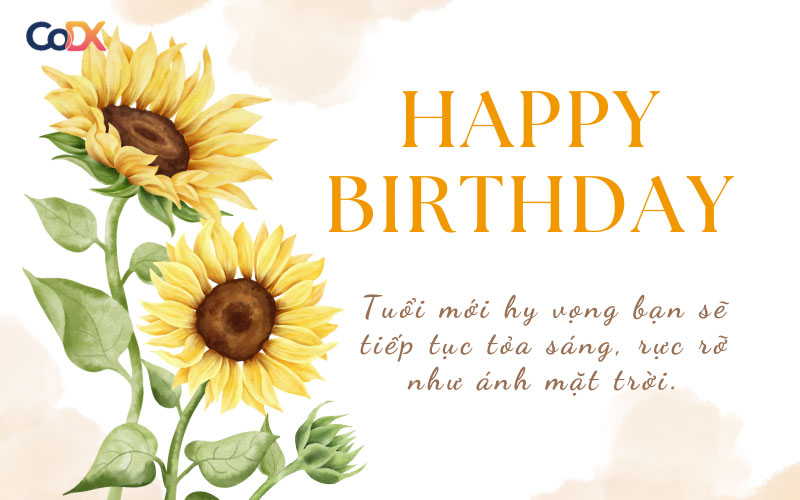 CoDX
HAPPY
BIRTHDAY
Tuổi mới hy vọng bạn sẽ
tiếp tục tỏa sáng, rực rỡ
như ánh mặt trời.